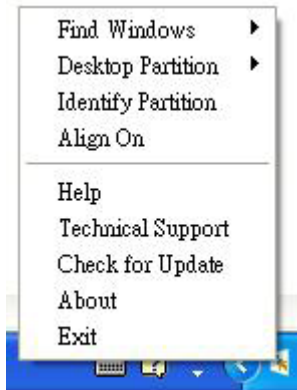 Find Windows
Desktop Partition
Identify Partition
Align On
Help
Technical Support
Check for Update
About
Exit